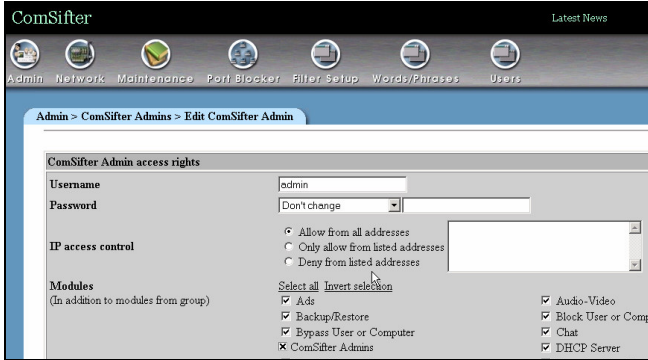 ComSifter
Latest News
Admin Network Maintenance Port Blocker Filter Setup Words/Phrases Users
Admin > ComSifter Admins > Edit ComSifter Admin
ComSifter Admin access rights
Username admin
Password Don't change
IP access control
Allow from all addresses
Only allow from listed addresses
Deny from listed addresses
Modules
(In addition to modules from group)
Select all Invert selection
Ads Audio-Video
Backup/Restore Block User or Comp
Bypass User or Computer Chat
ComSifter Admins DHCP Server